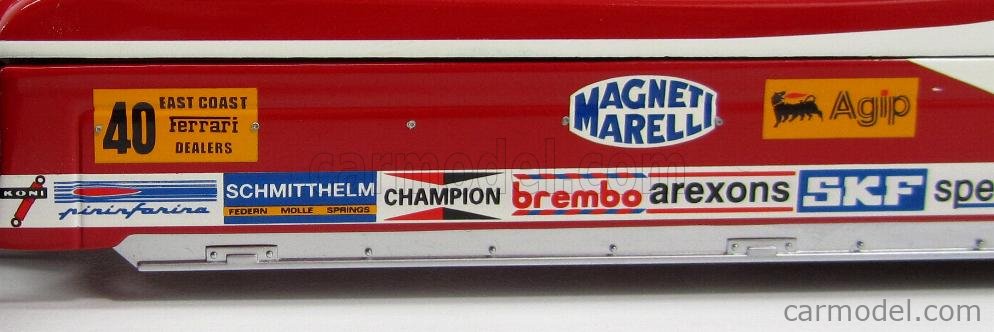 40
EAST COAST
Ferrari
DEALERS
MAGNETI
MARELLI
Agip
KONI
pininfarina
SCHMITTHELM
FEDERN MOLLE SPRINGS
CHAMPION
brembo
arexons
SKF
spe
carmodel.com
carmodel.com